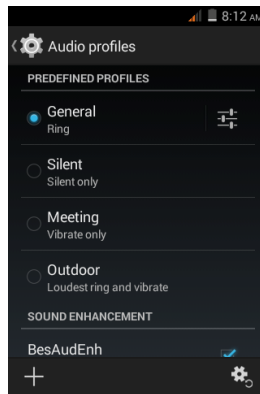 8:12 AM
Audio profiles
PREDEFINED PROFILES
General
Ring
Silent
Silent only
Meeting
Vibrate only
Outdoor
Loudest ring and vibrate
SOUND ENHANCEMENT
BesAudEnh